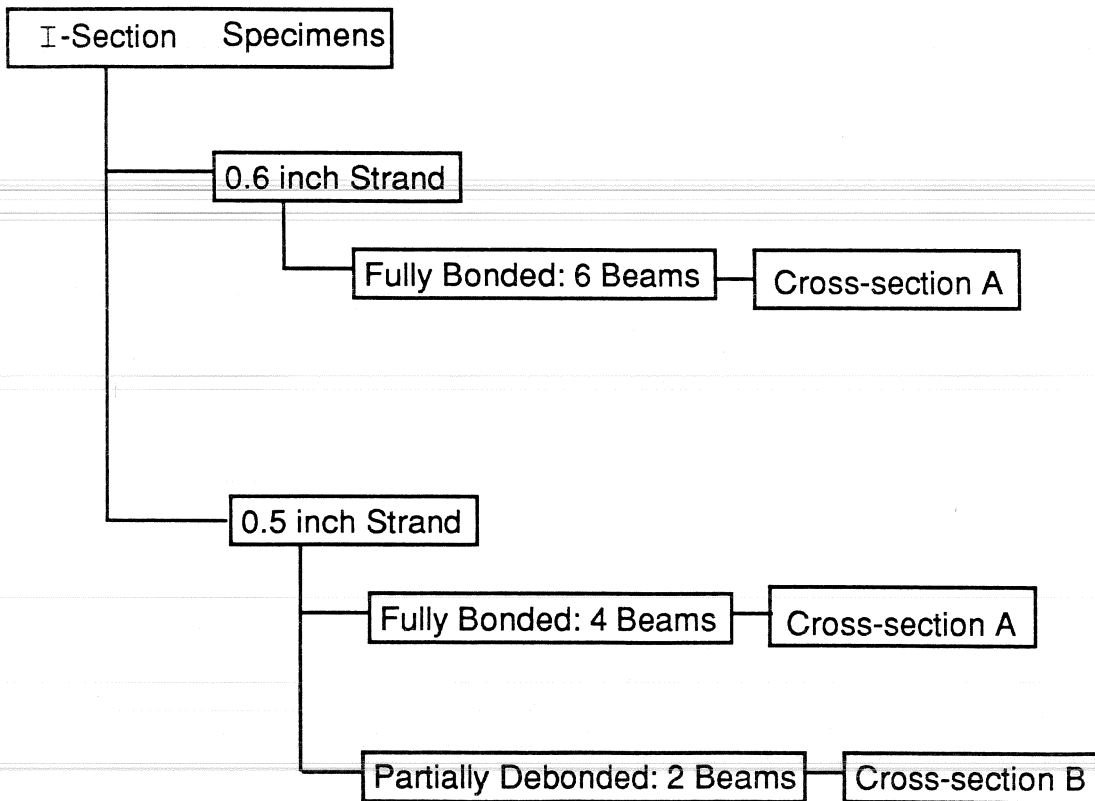 I-Section Specimens
0.6 inch Strand
Fully Bonded: 6 Beams
Cross-section A
0.5 inch Strand
Fully Bonded: 4 Beams
Cross-section A
Partially Debonded: 2 Beams
Cross-section B